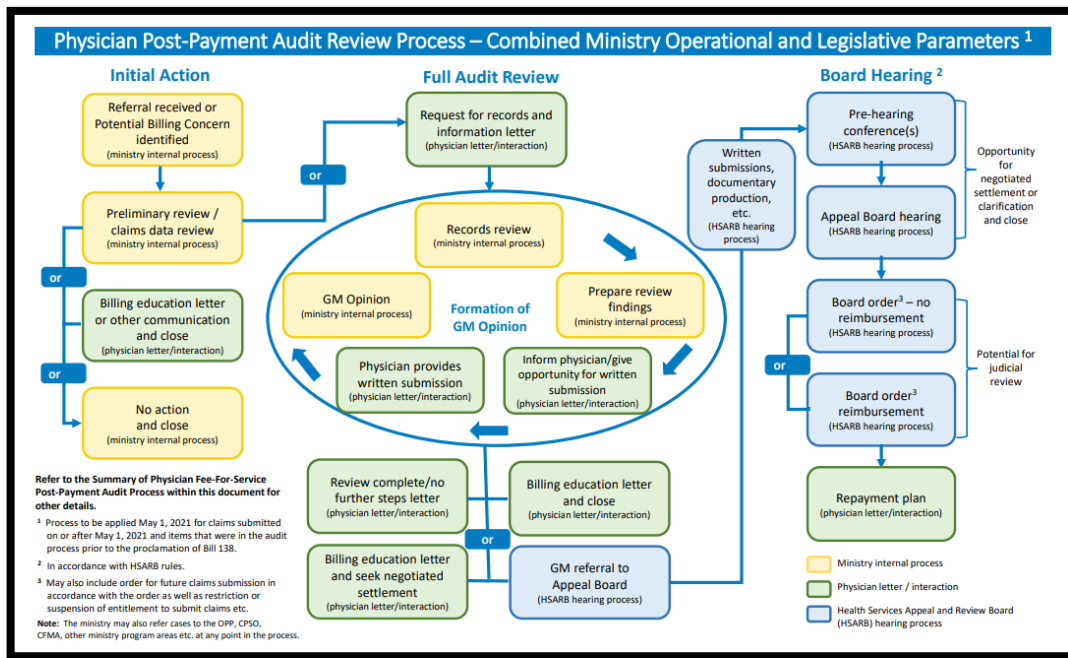 Physician Post-Payment Audit Review Process – Combined Ministry Operational and Legislative Parameters 1
Initial Action
Referral received or
Potential Billing Concern
identified
(ministry internal process)
Preliminary review /
claims data review
(ministry internal process)
or
Billing education letter
or other communication
and close
(physician letter/interaction)
or
No action
and close
(ministry internal process)
Refer to the Summary of Physician Fee-For-Service
Post-Payment Audit Process within this document for
other details.
1 Process to be applied May 1, 2021 for claims submitted
on or after May 1, 2021 and items that were in the audit
process prior to the proclamation of Bill 138.
2 In accordance with HSARB rules.
3 May also include order for future claims submission in
accordance with the order as well as restriction or
suspension of entitlement to submit claims etc.
Note: The ministry may also refer cases to the OPP, CPSO,
CFMA, other ministry program areas etc. at any point in the process.
Full Audit Review
or
Request for records and
information letter
(physician letter/interaction)
Records review
(ministry internal process)
GM Opinion
(ministry internal process)
Formation of
GM Opinion
Prepare review
findings
(ministry internal process)
Physician provides
written submission
(physician letter/interaction)
Inform physician/give
opportunity for written
submission
(physician letter/interaction)
Review complete/no
further steps letter
(physician letter/interaction)
Billing education letter
and close
(physician letter/interaction)
or
Billing education letter
and seek negotiated
settlement
(physician letter/interaction)
GM referral to
Appeal Board
(HSARB hearing process)
Board Hearing 2
Written
submissions,
documentary
production,
etc.
(HSARB hearing
process)
Pre-hearing
conference(s)
(HSARB hearing process)
Appeal Board hearing
(HSARB hearing process)
Opportunity
for
negotiated
settlement or
clarification
and close
Board order3 – no
reimbursement
(HSARB hearing process)
or
Board order3
reimbursement
(HSARB hearing process)
Potential for
judicial
review
Repayment plan
(physician letter/interaction)
Ministry internal process
Physician letter / interaction
Health Services Appeal and Review Board
(HSARB) hearing process